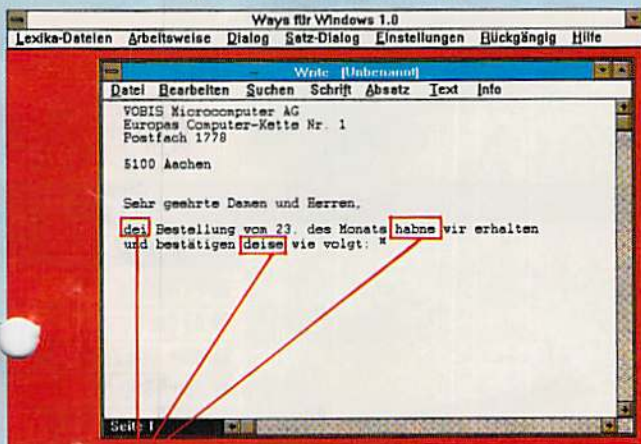 Ways für Windows 1.0
Lexika-Dateien Arbeitsweise Dialog Satz-Dialog Einstellungen Rückgängig Hilfe
Write - [Unbenannt]
Datei Bearbeiten Suchen Schrift Absatz Text Info
VOBIS Microcomputer AG
Europas Computer-Kette Nr. 1
Postfach 1778
5100 Aachen
Sehr geehrte Damen und Herren,
dei Bestellung vom 23. des Monats habne wir erhalten
und bestätigen deise wie volgt:
Seite 1